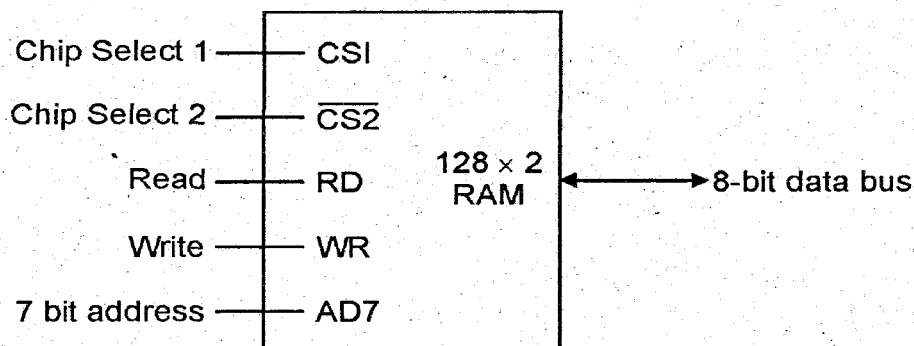 Chip Select 1
CSI
Chip Select 2
C̅S̅2̅
Read
RD
128 × 2
RAM
8-bit data bus
Write
WR
7 bit address
AD7